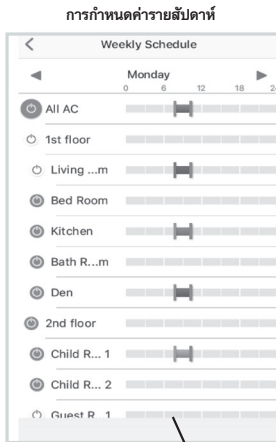 การกำหนดค่ารายสัปดาห์
Weekly Schedule
Monday
0 6 12 18 24
All AC
1st floor
Living ...m
Bed Room
Kitchen
Bath R...m
Den
2nd floor
Child R... 1
Child R... 2
Guest R...1